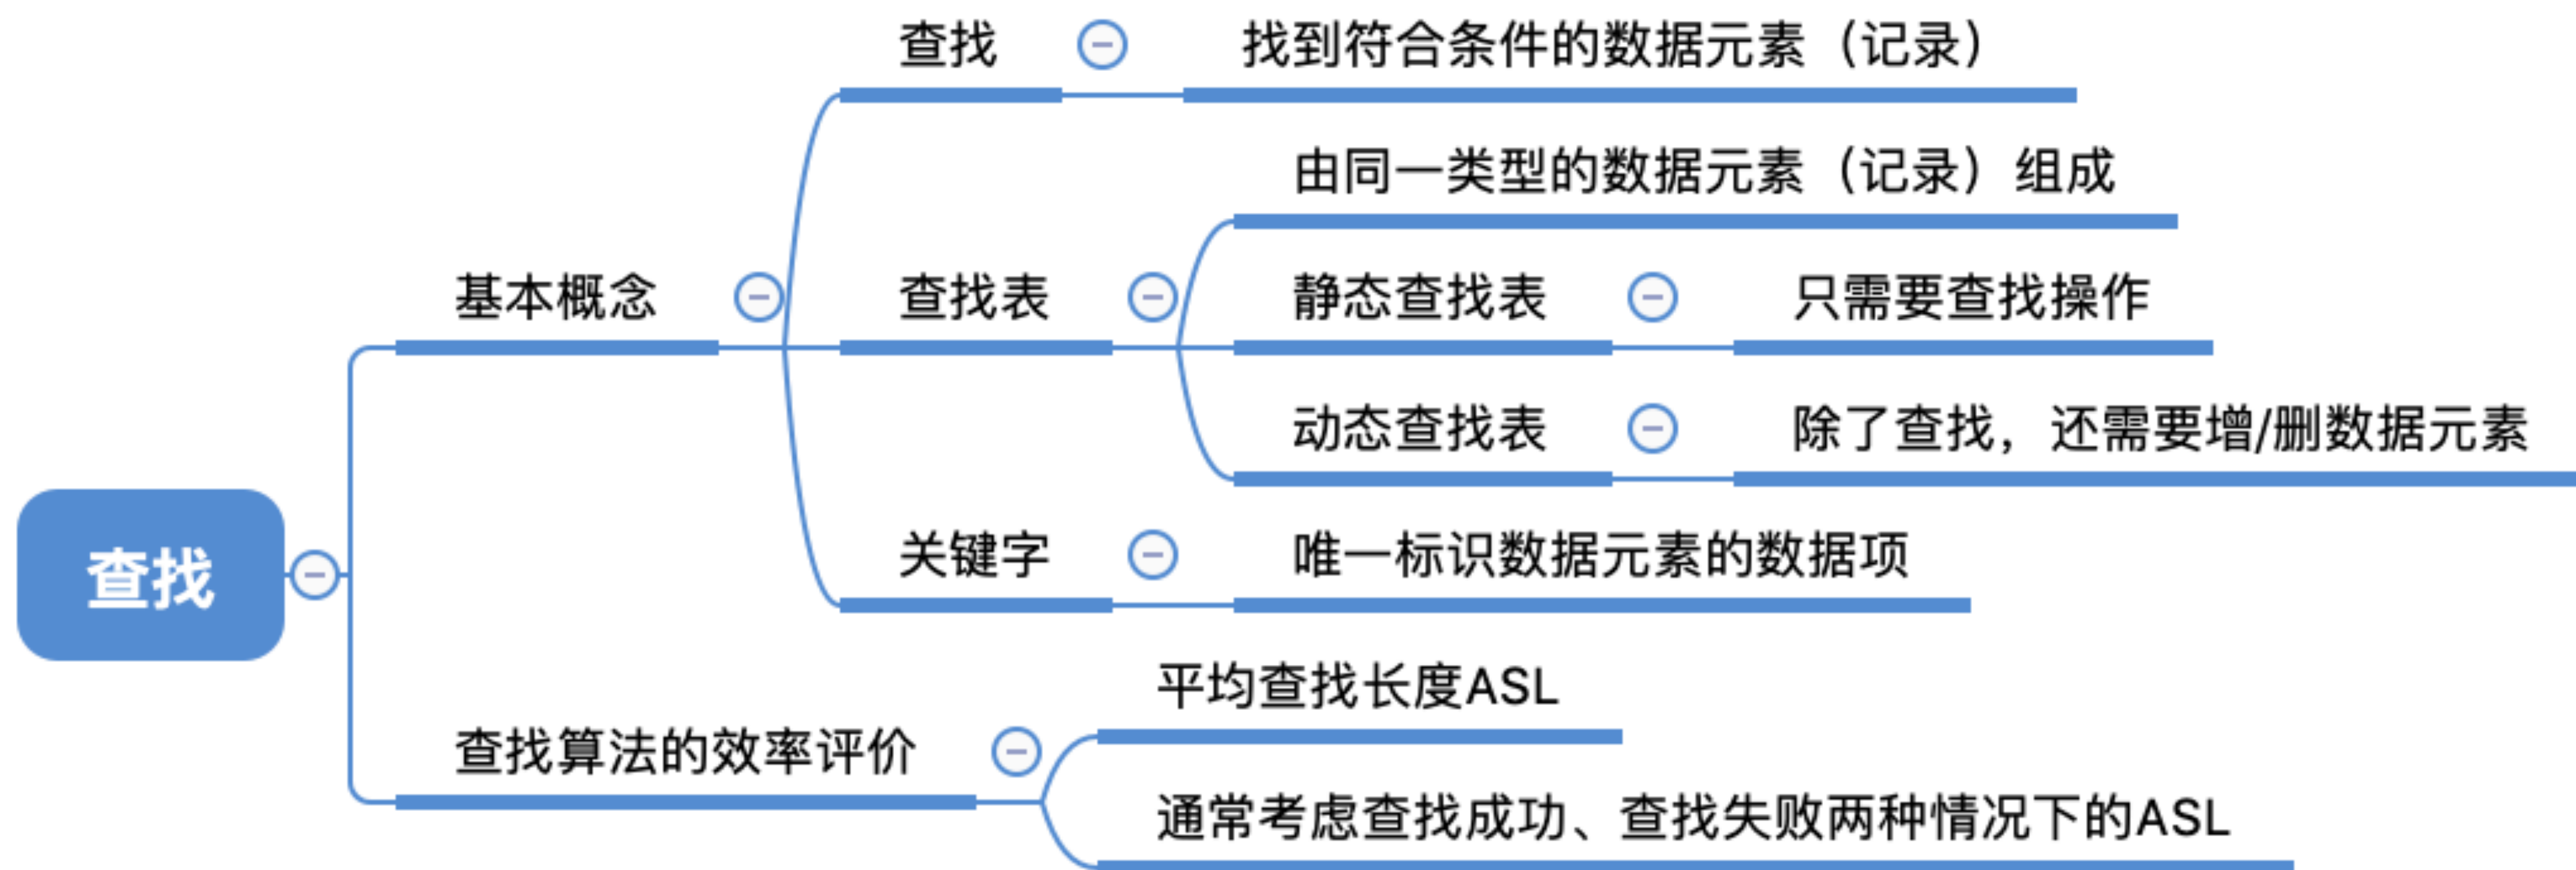 查找
基本概念
查找
找到符合条件的数据元素（记录）
查找表
由同一类型的数据元素（记录）组成
静态查找表
只需要查找操作
动态查找表
除了查找，还需要增/删数据元素
关键字
唯一标识数据元素的数据项
查找算法的效率评价
平均查找长度ASL
通常考虑查找成功、查找失败两种情况下的ASL